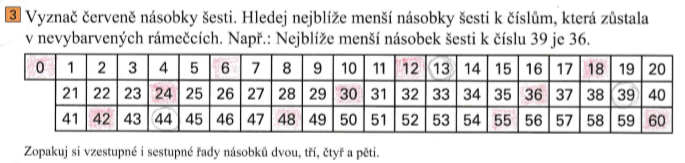 3 Vyznač červeně násobky šesti. Hledej nejblíže menší násobky šesti k číslům, která zůstala
v nevybarvených rámečcích. Např.: Nejblíže menší násobek šesti k číslu 39 je 36.
0 1 2 3 4 5 6 7 8 9 10 11 12 13 14 15 16 17 18 19 20
21 22 23 24 25 26 27 28 29 30 31 32 33 34 35 36 37 38 39 40
41 42 43 44 45 46 47 48 49 50 51 52 53 54 55 56 57 58 59 60
Zopakuj si vzestupné i sestupné řady násobků dvou, tří, čtyř a pěti.